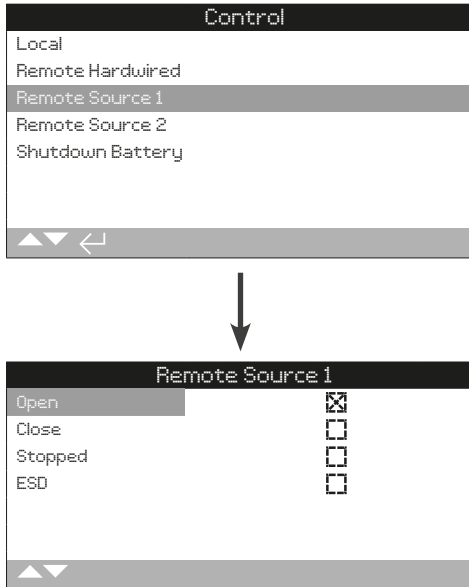 Control
Local
Remote Hardwired
Remote Source 1
Remote Source 2
Shutdown Battery
Remote Source 1
Open
Close
Stopped
ESD